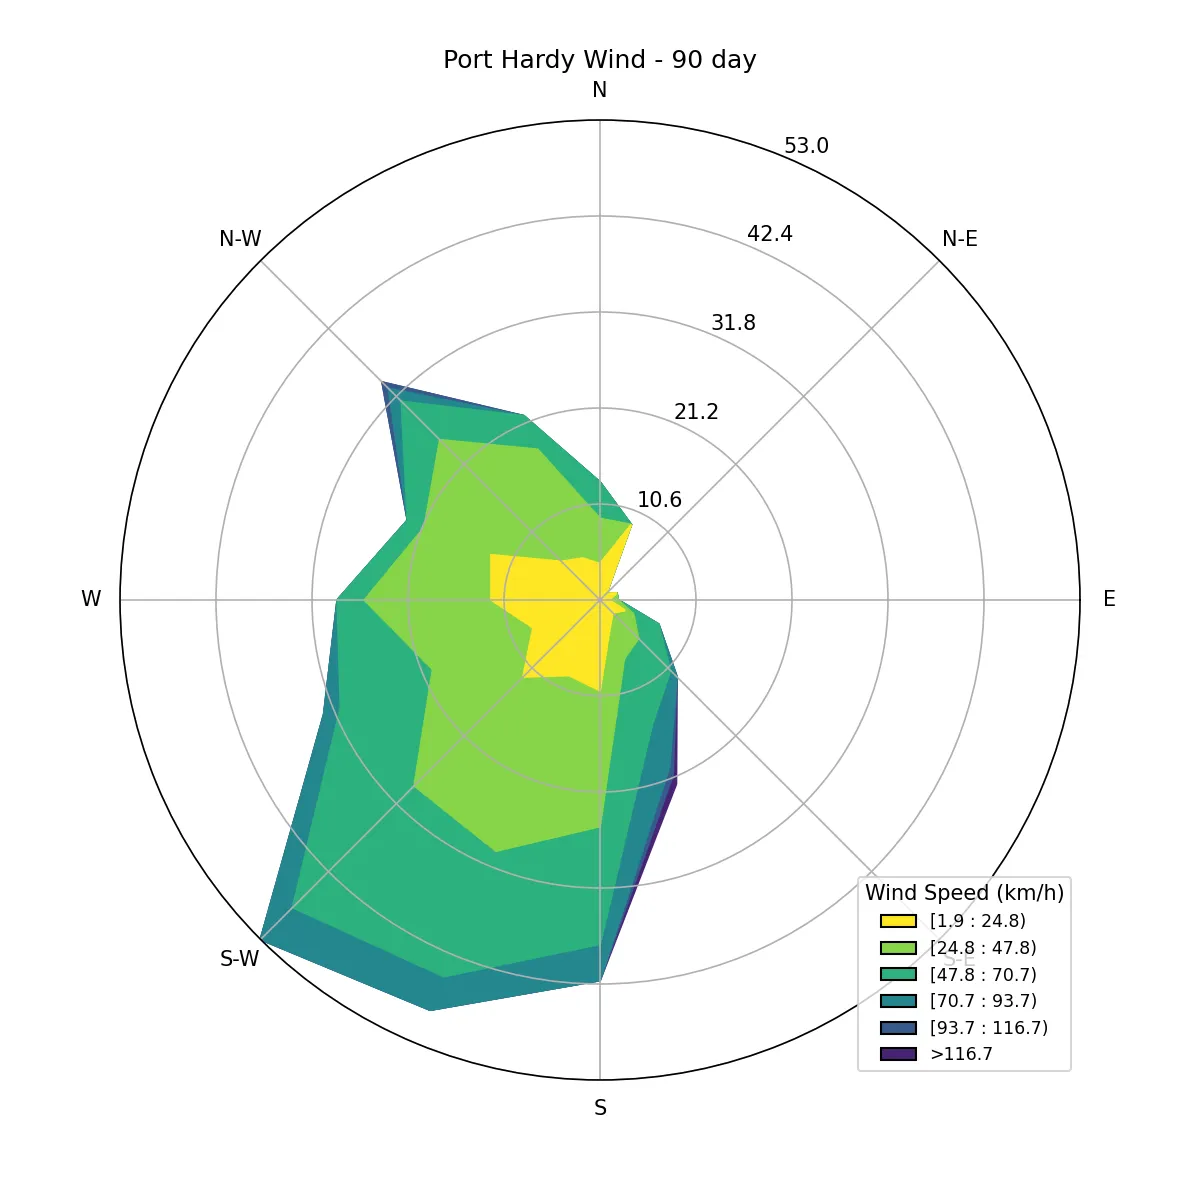 Port Hardy Wind - 90 day
N
53.0
42.4
N-W
N-E
31.8
21.2
10.6
W
E
Wind Speed (km/h)
[1.9 : 24.8)
[24.8 : 47.8)
S-W
S-E
[47.8 : 70.7)
[70.7 : 93.7)
[93.7 : 116.7)
>116.7
S